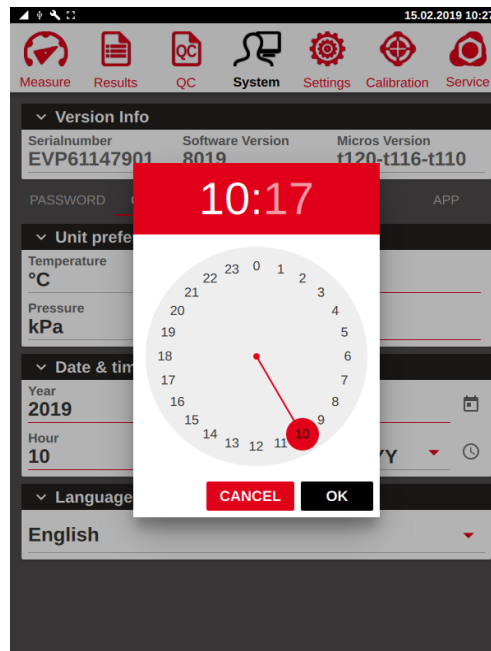 15.02.2019 10:27
Measure Results QC System Settings Calibration Service
QC
Version Info
Serialnumber Software Version Micros Version
EVP61147901 8019 t120-t116-t110
PASSWORD APP
10:17
Unit prefe
Temperature
°C
Pressure
kPa
Date & tim
Year
2019
Hour
10
YY
0 1 2 3 4 5 6 7 8 9 10 11 12 13 14 15 16 17 18 19 20 21 22 23
CANCEL OK
Language
English